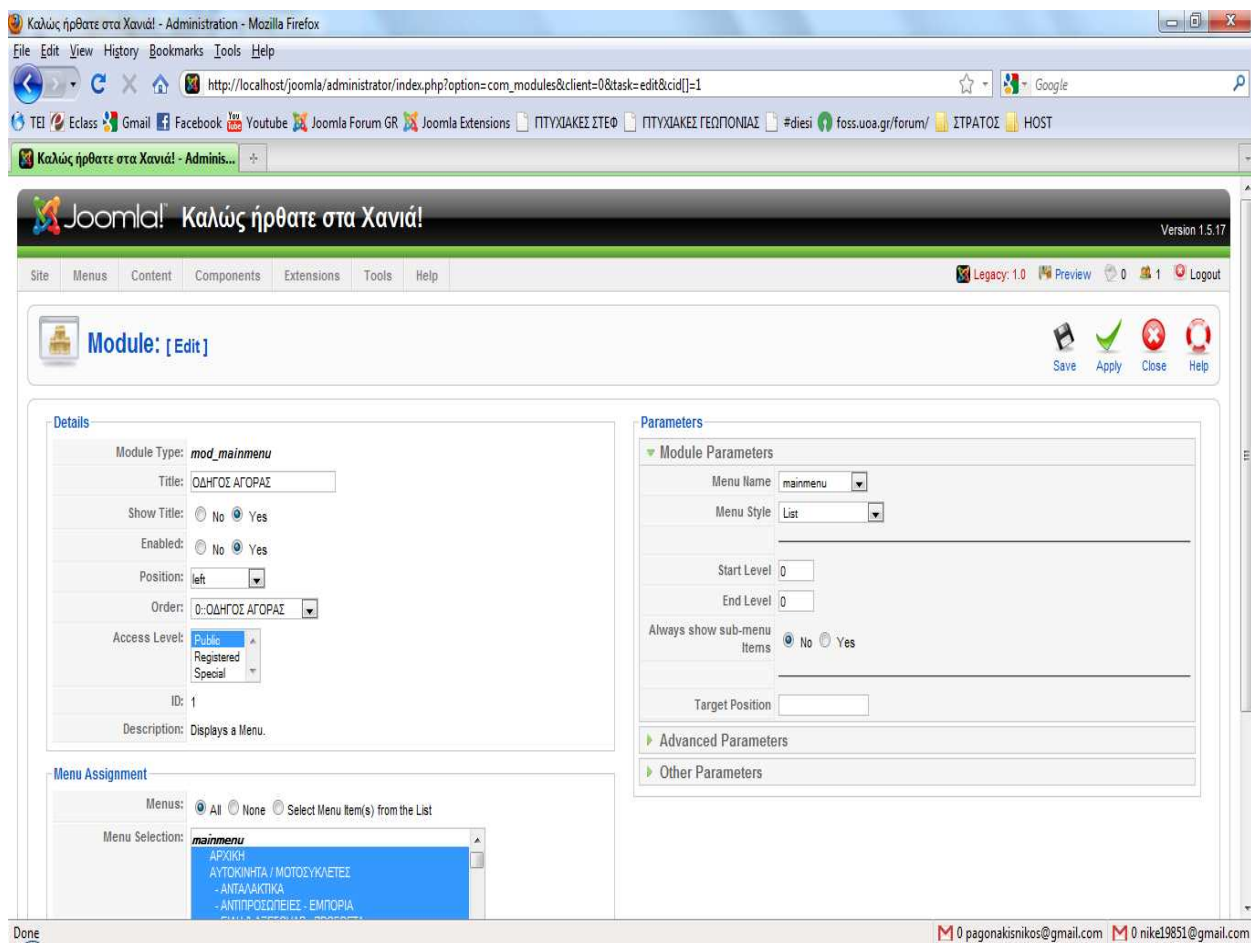 Καλώς ήρθατε στα Χανιά! - Administration - Mozilla Firefox
File Edit View History Bookmarks Tools Help
http://localhost/joomla/administrator/index.php?option=com_modules&client=0&task=edit&cid[]=1
Google
TEI Eclass Gmail Facebook Youtube Joomla Forum GR Joomla Extensions ΠΤΥΧΙΑΚΕΣ ΣΤΕΦ ΠΤΥΧΙΑΚΕΣ ΓΕΩΠΟΝΙΑΣ #diesi foss.uoa.gr/forum/ ΣΤΡΑΤΟΣ HOST
Καλώς ήρθατε στα Χανιά! - Adminis...
Joomla! Καλώς ήρθατε στα Χανιά!
Version 1.5.17
Site Menus Content Components Extensions Tools Help
Legacy: 1.0 Preview 0 1 Logout
Module: [ Edit ]
Save Apply Close Help
Details
Module Type: mod_mainmenu
Title: ΟΔΗΓΟΣ ΑΓΟΡΑΣ
Show Title: No Yes
Enabled: No Yes
Position: left
Order: 0::ΟΔΗΓΟΣ ΑΓΟΡΑΣ
Access Level: Public
Registered
Special
ID: 1
Description: Displays a Menu.
Menu Assignment
Menus: All None Select Menu Item(s) from the List
Menu Selection: mainmenu
ΑΡΧΙΚΗ
ΑΥΤΟΚΙΝΗΤΑ / ΜΟΤΟΣΥΚΛΕΤΕΣ
- ΑΝΤΑΛΑΚΤΙΚΑ
- ΑΝΤΙΠΡΟΣΩΠΕΙΕΣ - ΕΜΠΟΡΙΑ
Parameters
Module Parameters
Menu Name mainmenu
Menu Style List
Start Level 0
End Level 0
Always show sub-menu
Items No Yes
Target Position
Advanced Parameters
Other Parameters
Done
0 pagonakisnikos@gmail.com 0 nike19851@gmail.com